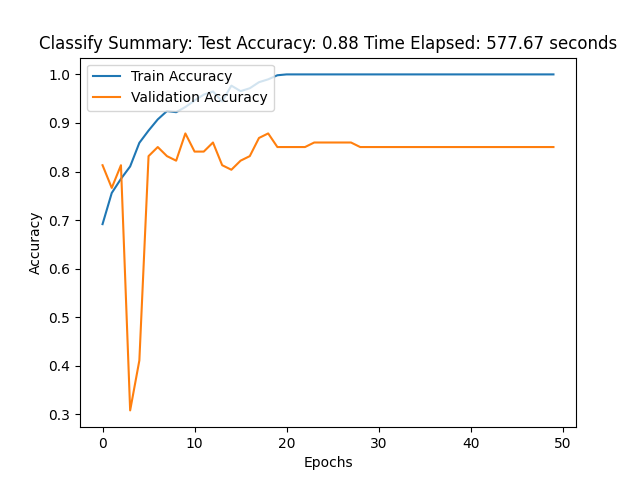 Classify Summary: Test Accuracy: 0.88 Time Elapsed: 577.67 seconds
Train Accuracy
Validation Accuracy
1.0
0.9
0.8
0.7
0.6
0.5
0.4
0.3
Accuracy
0 10 20 30 40 50
Epochs